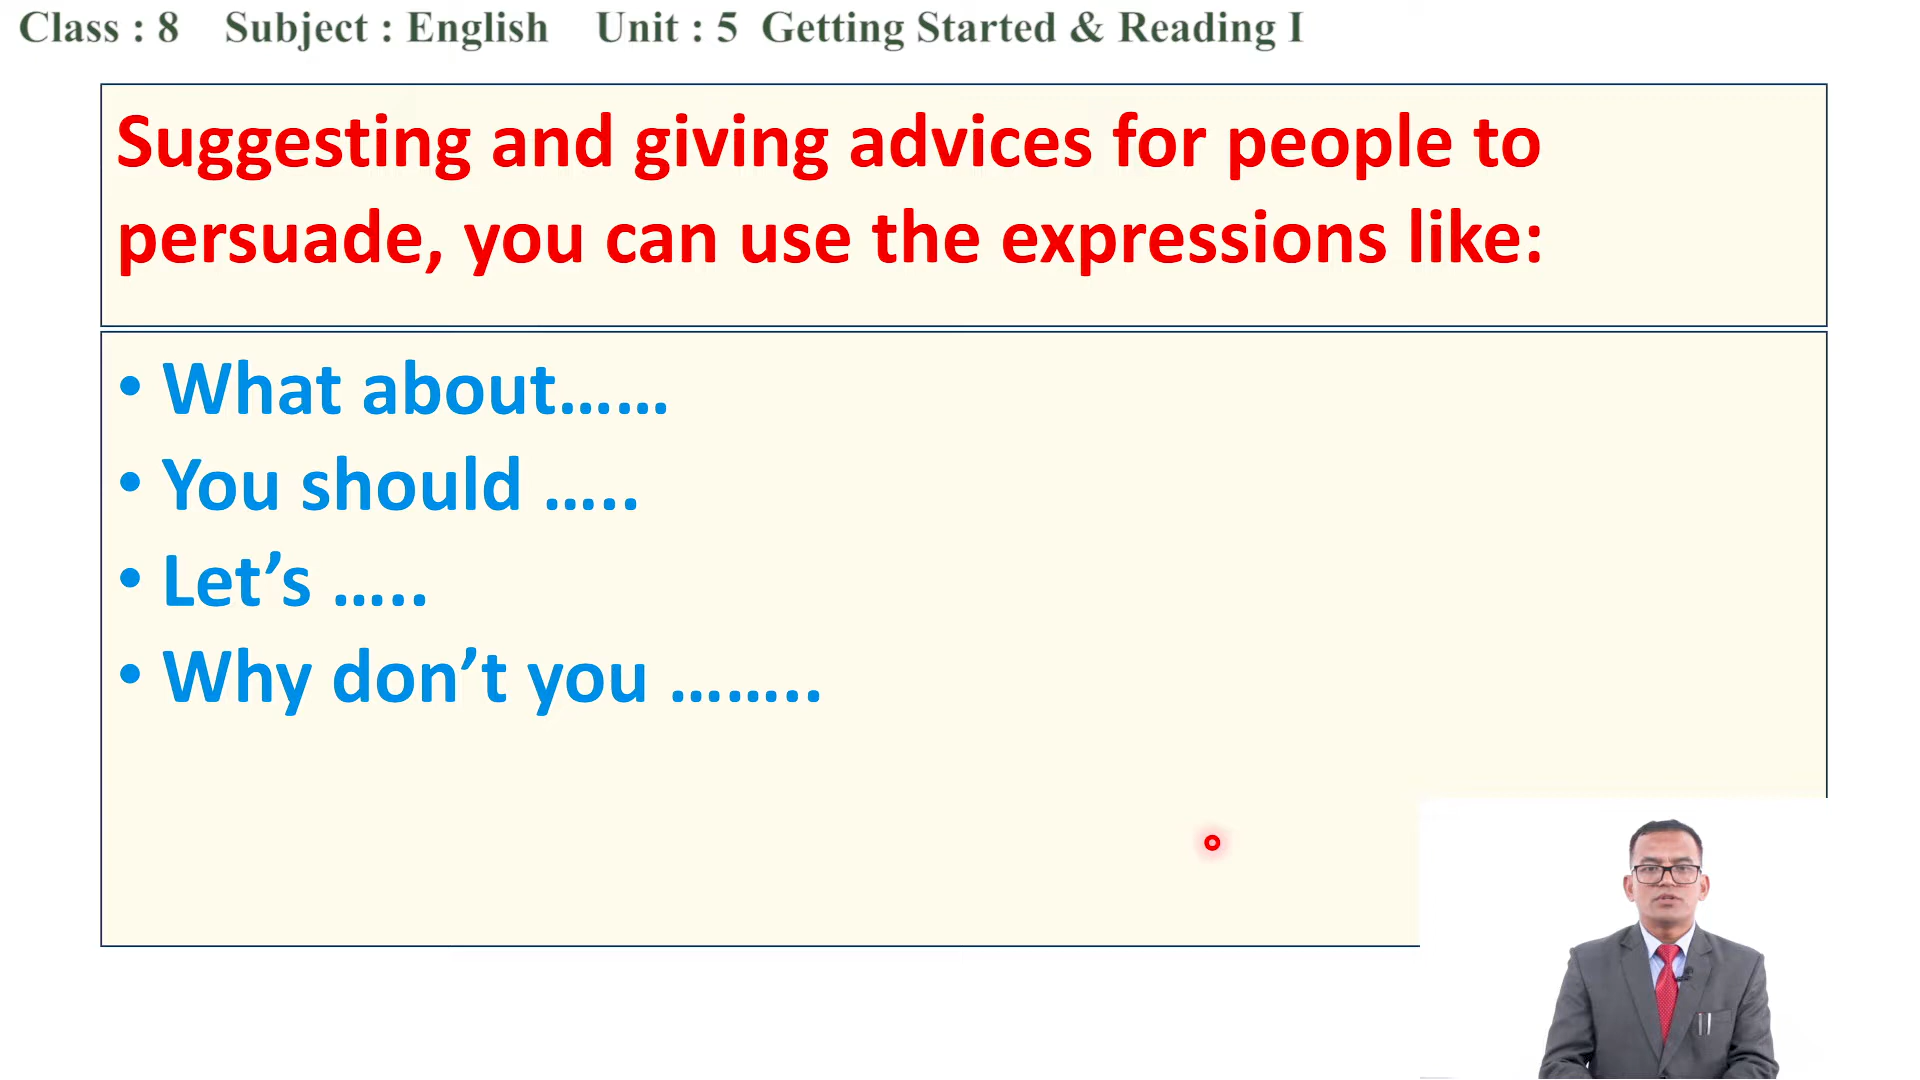 Class : 8 Subject : English Unit : 5 Getting Started & Reading I
Suggesting and giving advices for people to
persuade, you can use the expressions like:
• What about……
• You should …..
• Let’s …..
• Why don’t you ……..